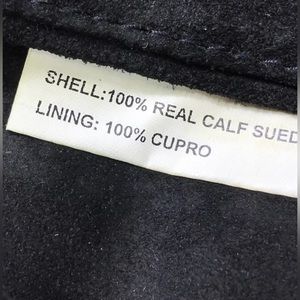 SHELL:100% REAL CALF SUED
LINING: 100% CUPRO